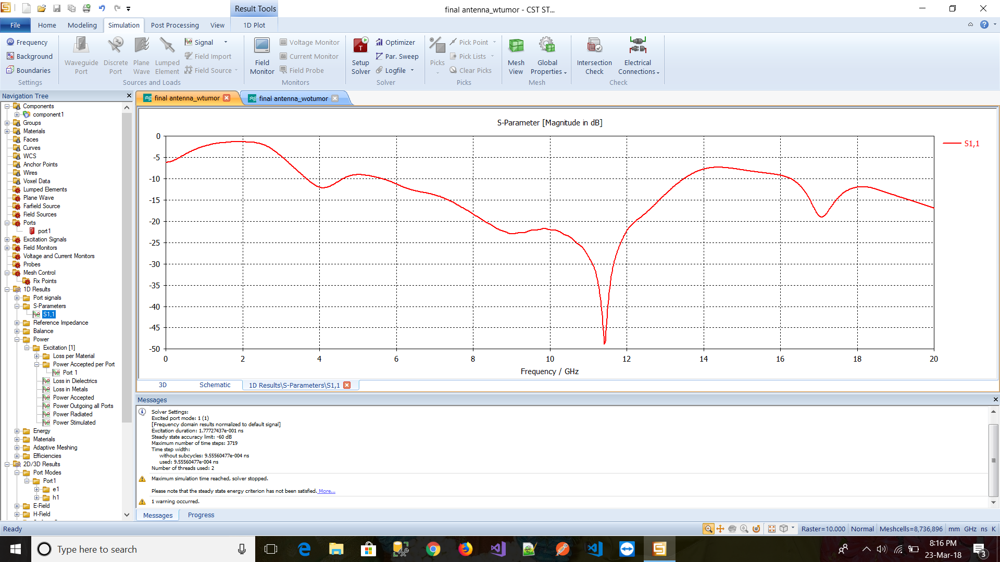 Result Tools
final antenna_wtumor - CST ST...
File
Home
Modeling
Simulation
Post Processing
View
1D Plot
Frequency
Background
Boundaries
Settings
Waveguide Port
Discrete Port
Plane Wave
Lumped Element
Signal
Field Import
Field Source
Sources and Loads
Field Monitor
Voltage Monitor
Current Monitor
Field Probe
Monitors
Setup Solver
Optimizer
Par. Sweep
Logfile
Solver
Picks
Pick Point
Pick Lists
Clear Picks
Picks
Mesh View
Global Properties
Mesh
Intersection Check
Electrical Connections
Check
Navigation Tree
Components
component1
Groups
Materials
Faces
Curves
WCS
Anchor Points
Wires
Voxel Data
Lumped Elements
Plane Wave
Farfield Source
Field Sources
Ports
port1
Excitation Signals
Field Monitors
Voltage and Current Monitors
Probes
Mesh Control
Fix Points
1D Results
Port signals
S-Parameters
S1,1
Reference Impedance
Balance
Power
Excitation [1]
Loss per Material
Power Accepted per Port
Port 1
Loss in Dielectrics
Loss in Metals
Power Accepted
Power Outgoing all Ports
Power Radiated
Power Stimulated
Energy
Materials
Adaptive Meshing
Efficiencies
2D/3D Results
Port Modes
Port1
e1
h1
E-Field
H-Field
final antenna_wtumor
final antenna_wotumor
S-Parameter [Magnitude in dB]
S1,1
0
-5
-10
-15
-20
-25
-30
-35
-40
-45
-50
0 2 4 6 8 10 12 14 16 18 20
Frequency / GHz
3D
Schematic
1D Results\S-Parameters\S1,1
Messages
Solver Settings:
Excited port mode: 1 (1)
[Frequency domain results normalized to default signal]
Excitation duration: 1.77727437e-001 ns
Steady state accuracy limit: -60 dB
Maximum number of time steps: 3719
Time step width:
without subcycles: 9.55560477e-004 ns
used: 9.55560477e-004 ns
Number of threads used: 2
Maximum simulation time reached, solver stopped.
Please note that the steady state energy criterion has not been satisfied. More...
1 warning occurred.
Messages
Progress
Ready
Raster=10.000
Normal
Meshcells=8,736,896
mm GHz ns K
Type here to search
8:16 PM
23-Mar-18
3